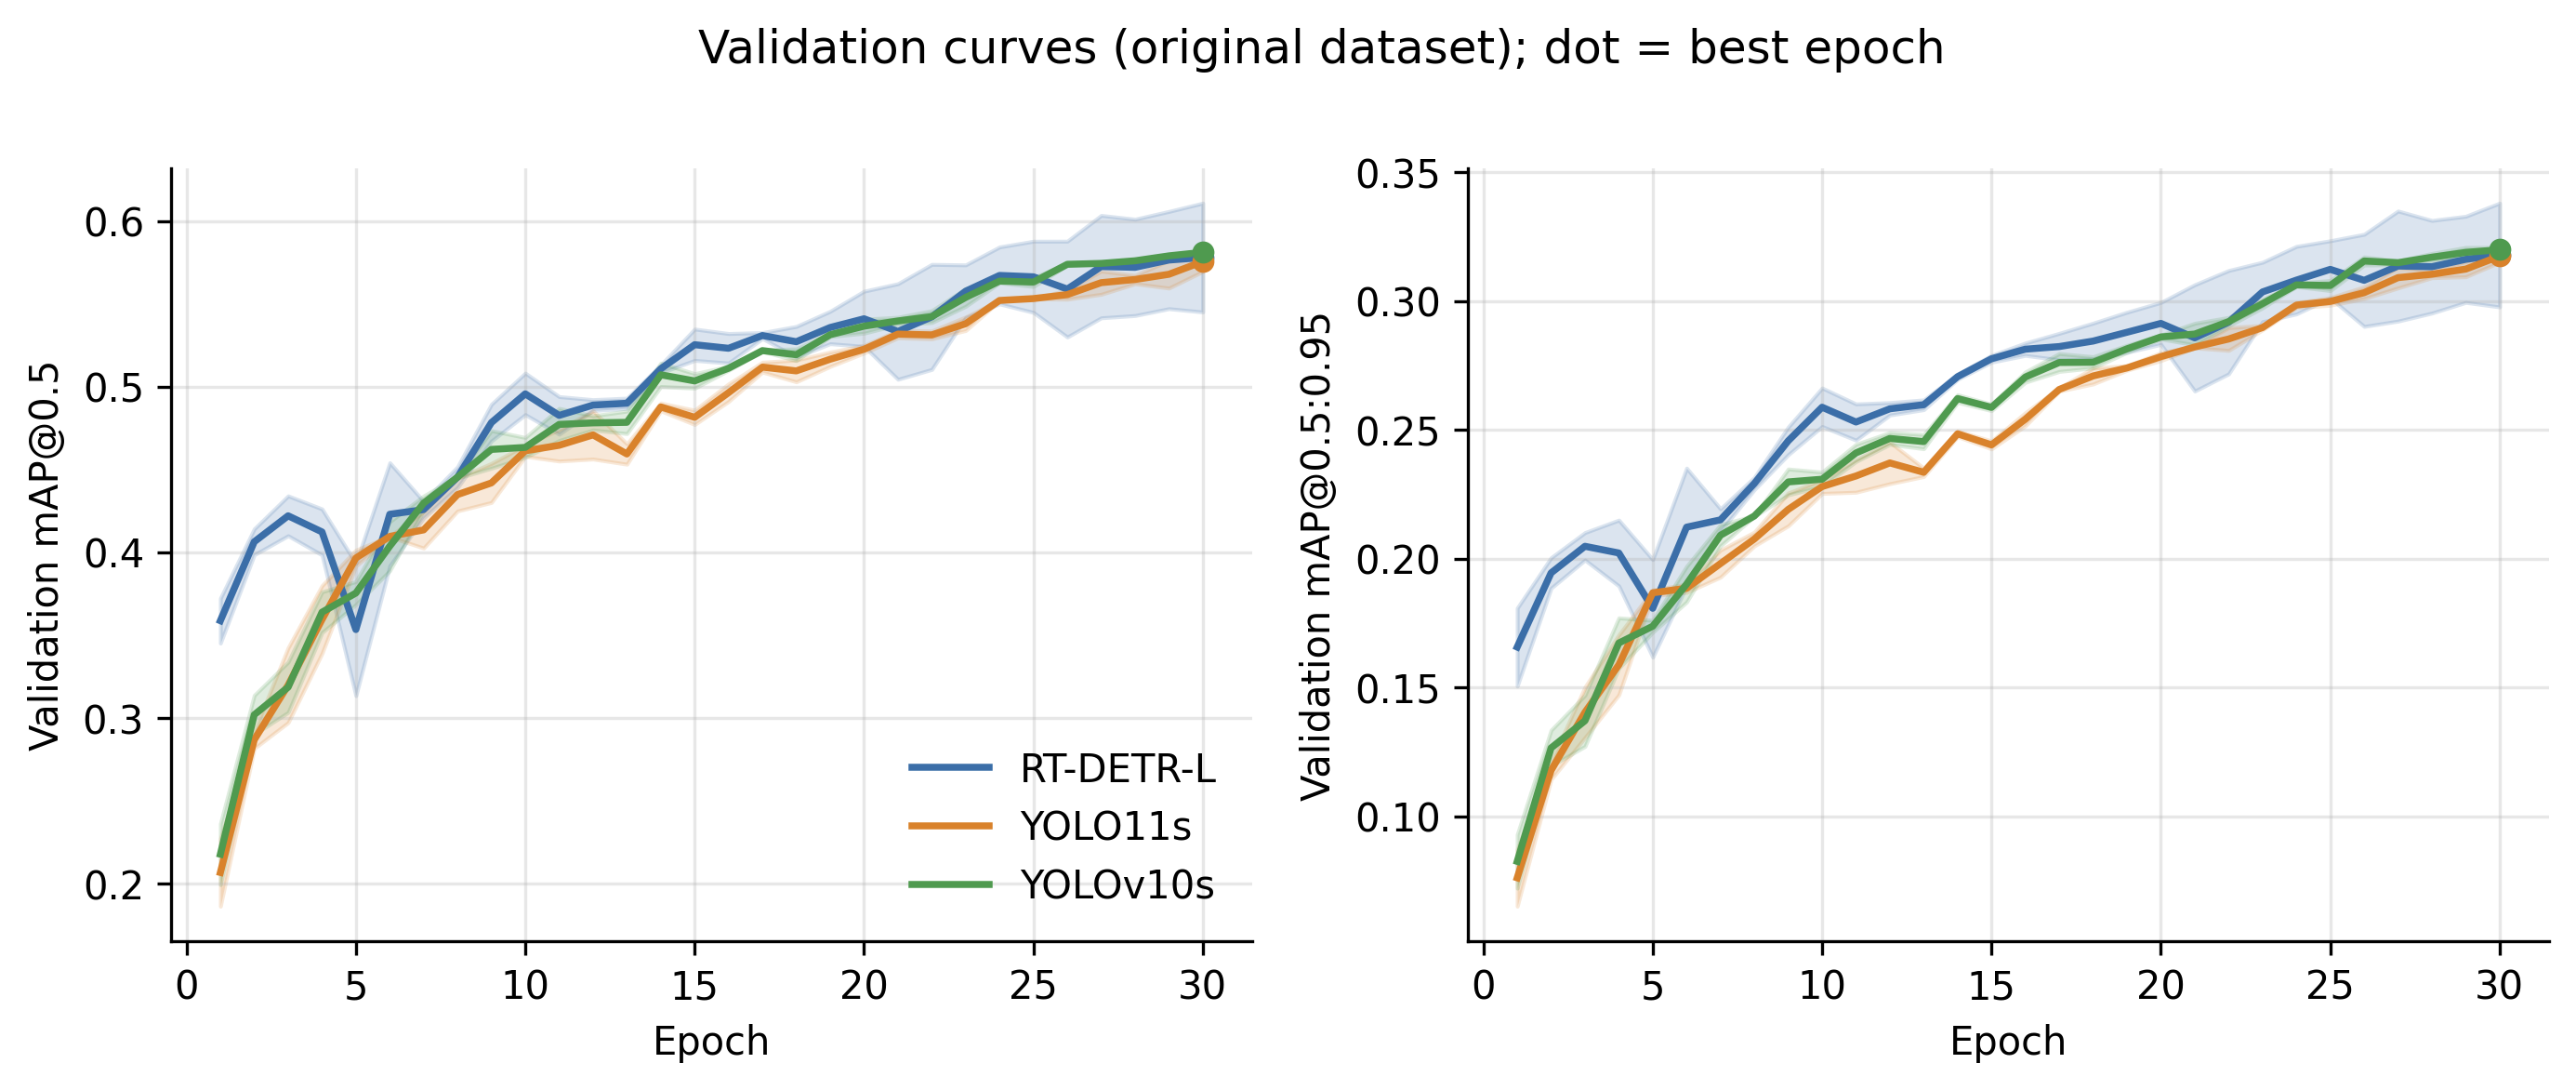 Validation curves (original dataset); dot = best epoch
Validation mAP@0.5
0.6
0.5
0.4
0.3
0.2
0 5 10 15 20 25 30
Epoch
RT-DETR-L
YOLO11s
YOLOv10s
Validation mAP@0.5:0.95
0.35
0.30
0.25
0.20
0.15
0.10
0 5 10 15 20 25 30
Epoch